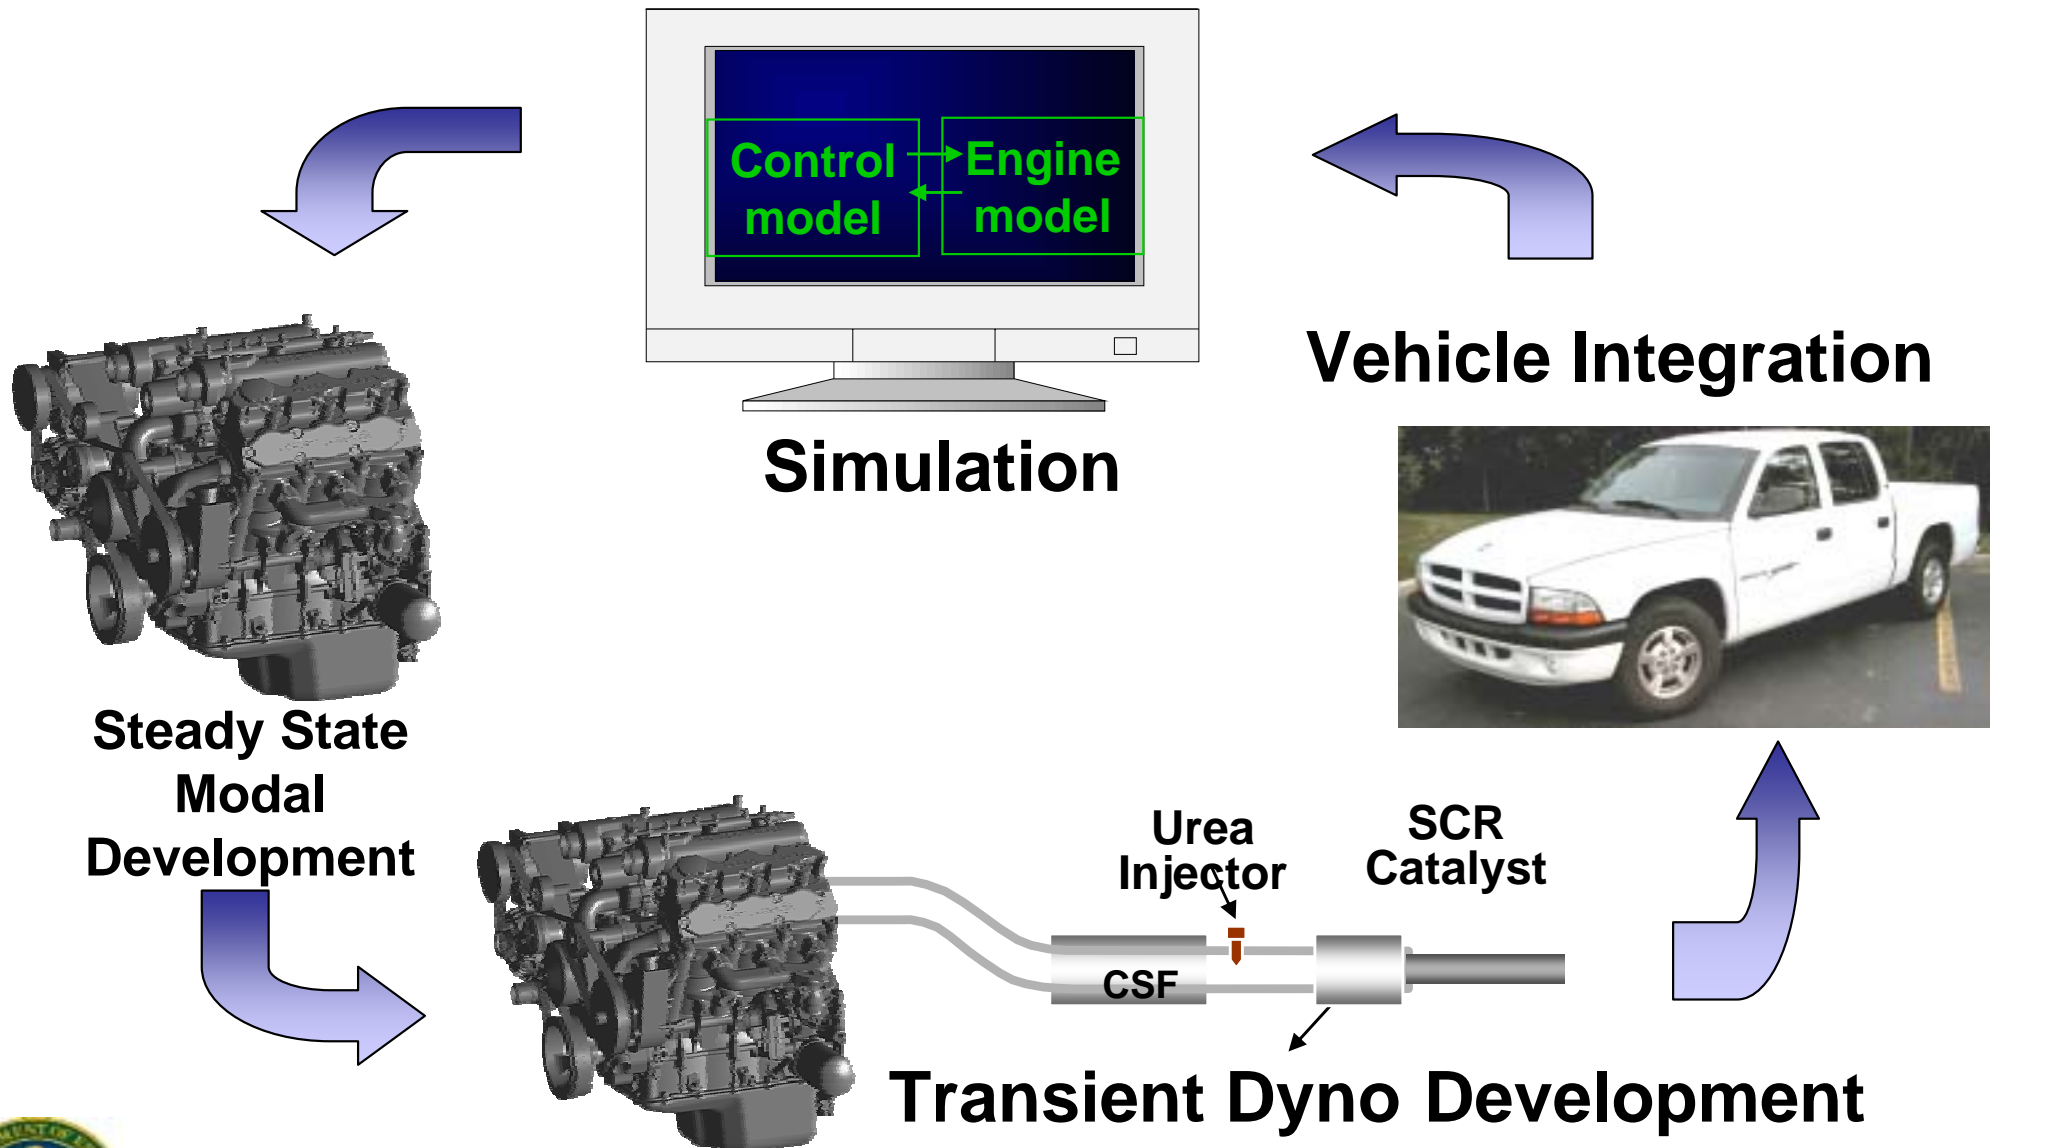 Control
model
Engine
model
Simulation
Vehicle Integration
Steady State
Modal
Development
Urea
Injector
SCR
Catalyst
CSF
Transient Dyno Development